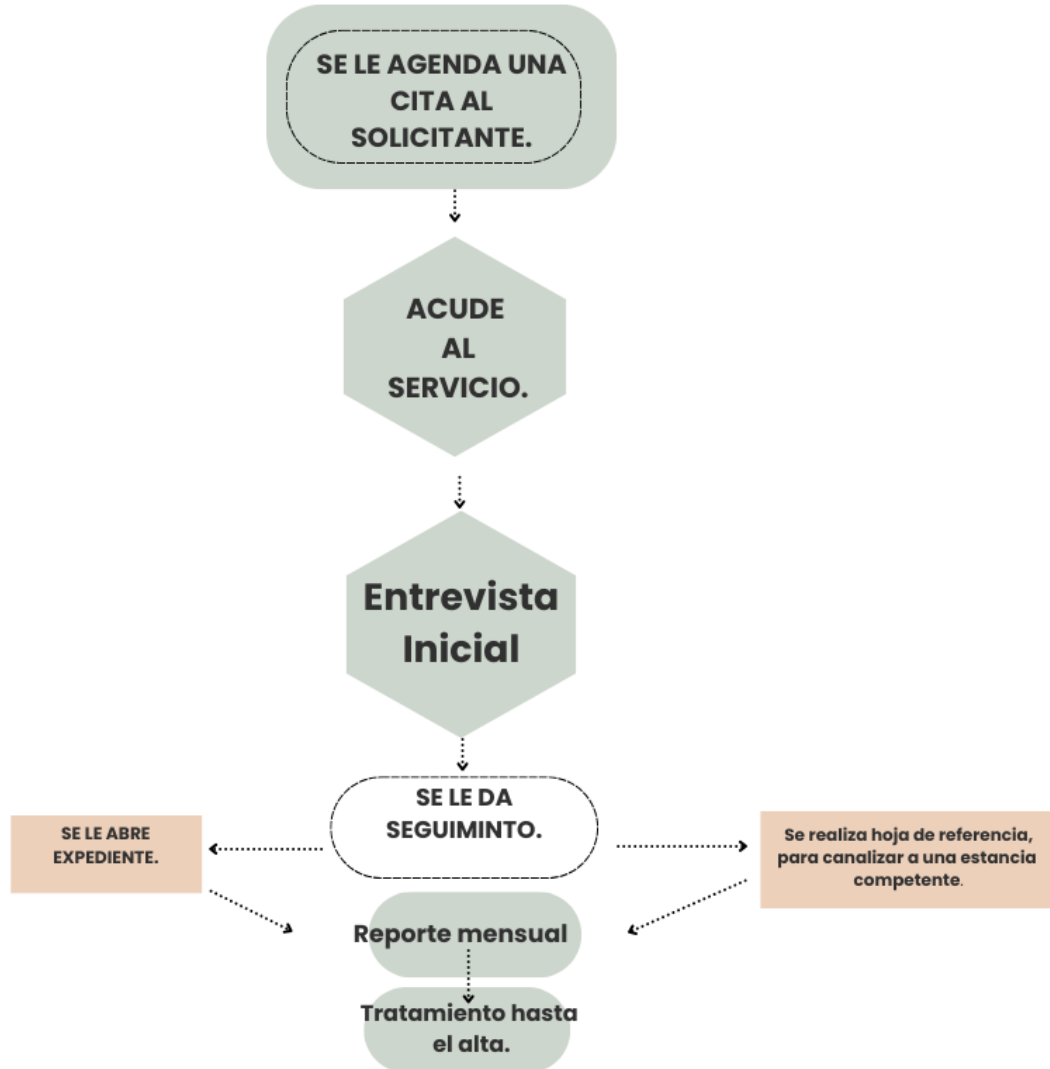 SE LE AGENDA UNA
CITA AL
SOLICITANTE.
ACUDE
AL
SERVICIO.
Entrevista
Inicial
SE LE DA
SEGUIMINTO.
SE LE ABRE
EXPEDIENTE.
Se realiza hoja de referencia,
para canalizar a una estancia
competente.
Reporte mensual
Tratamiento hasta
el alta.